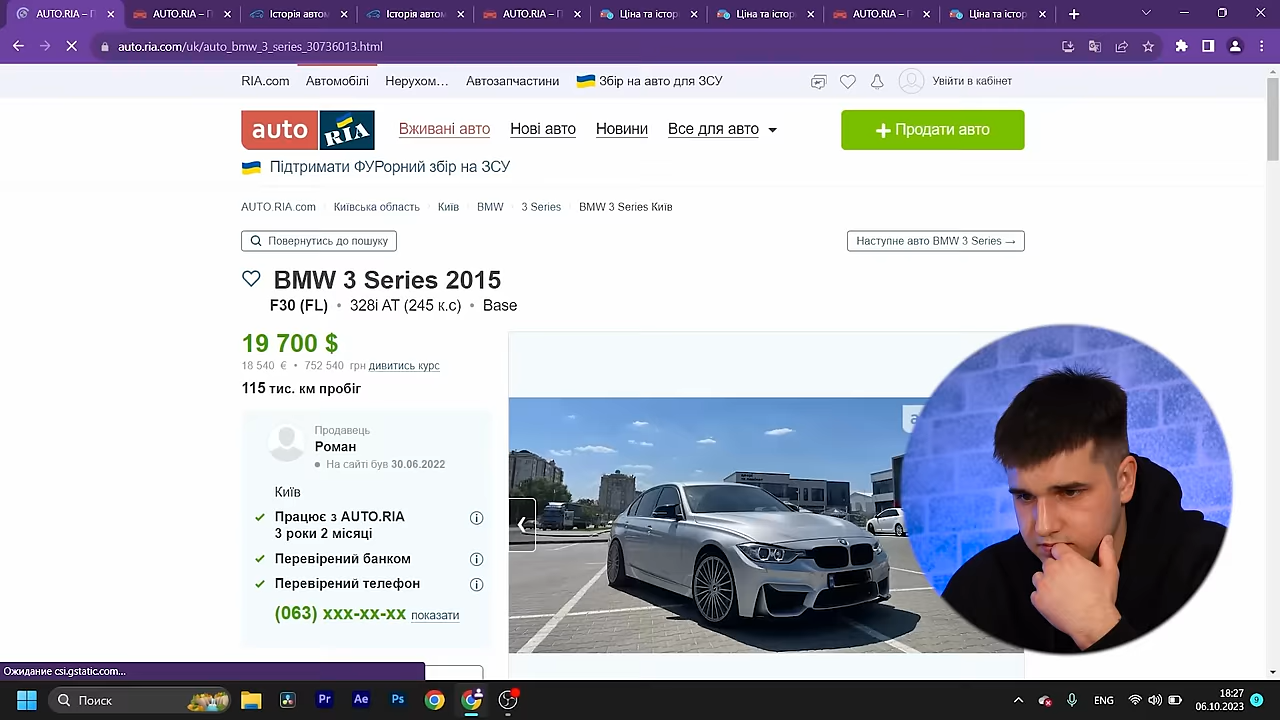 AUTO.RIA – П
AUTO.RIA – П
Історія автом
Історія автом
AUTO.RIA – П
Ціна та істор
Ціна та істор
AUTO.RIA – П
Ціна та істор
auto.ria.com/uk/auto_bmw_3_series_30736013.html
RIA.com Автомобілі Нерухом... Автозапчастини Збір на авто для ЗСУ Увійти в кабінет
auto RIA Вживані авто Нові авто Новини Все для авто Продати авто
Підтримати ФУРорний збір на ЗСУ
AUTO.RIA.com Київська область Київ BMW 3 Series BMW 3 Series Київ
Повернутись до пошуку Наступне авто BMW 3 Series →
BMW 3 Series 2015
F30 (FL) • 328i AT (245 к.с) • Base
19 700 $
18 540 € • 752 540 грн дивитись курс
115 тис. км пробіг
Продавець
Роман
На сайті був 30.06.2022
Київ
Працює з AUTO.RIA
3 роки 2 місяці
Перевірений банком
Перевірений телефон
(063) xxx-xx-xx показати
Ожидание csi.gstatic.com...
Поиск Pr Ae Ps ENG 18:27
06.10.2023 9